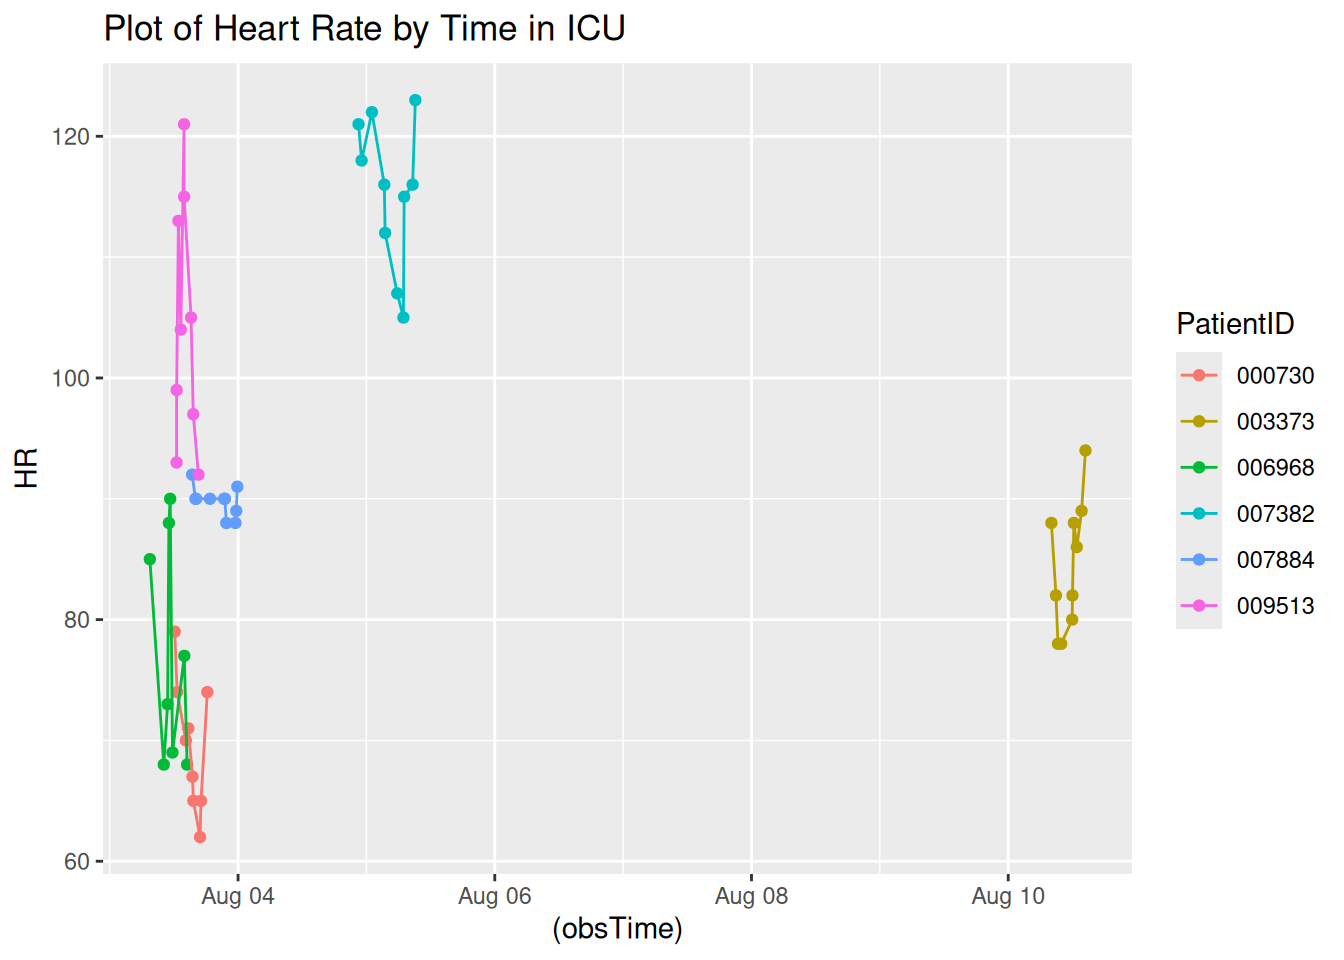 Plot of Heart Rate by Time in ICU
HR
120
100
80
60
Aug 04
Aug 06
Aug 08
Aug 10
(obsTime)
PatientID
000730
003373
006968
007382
007884
009513